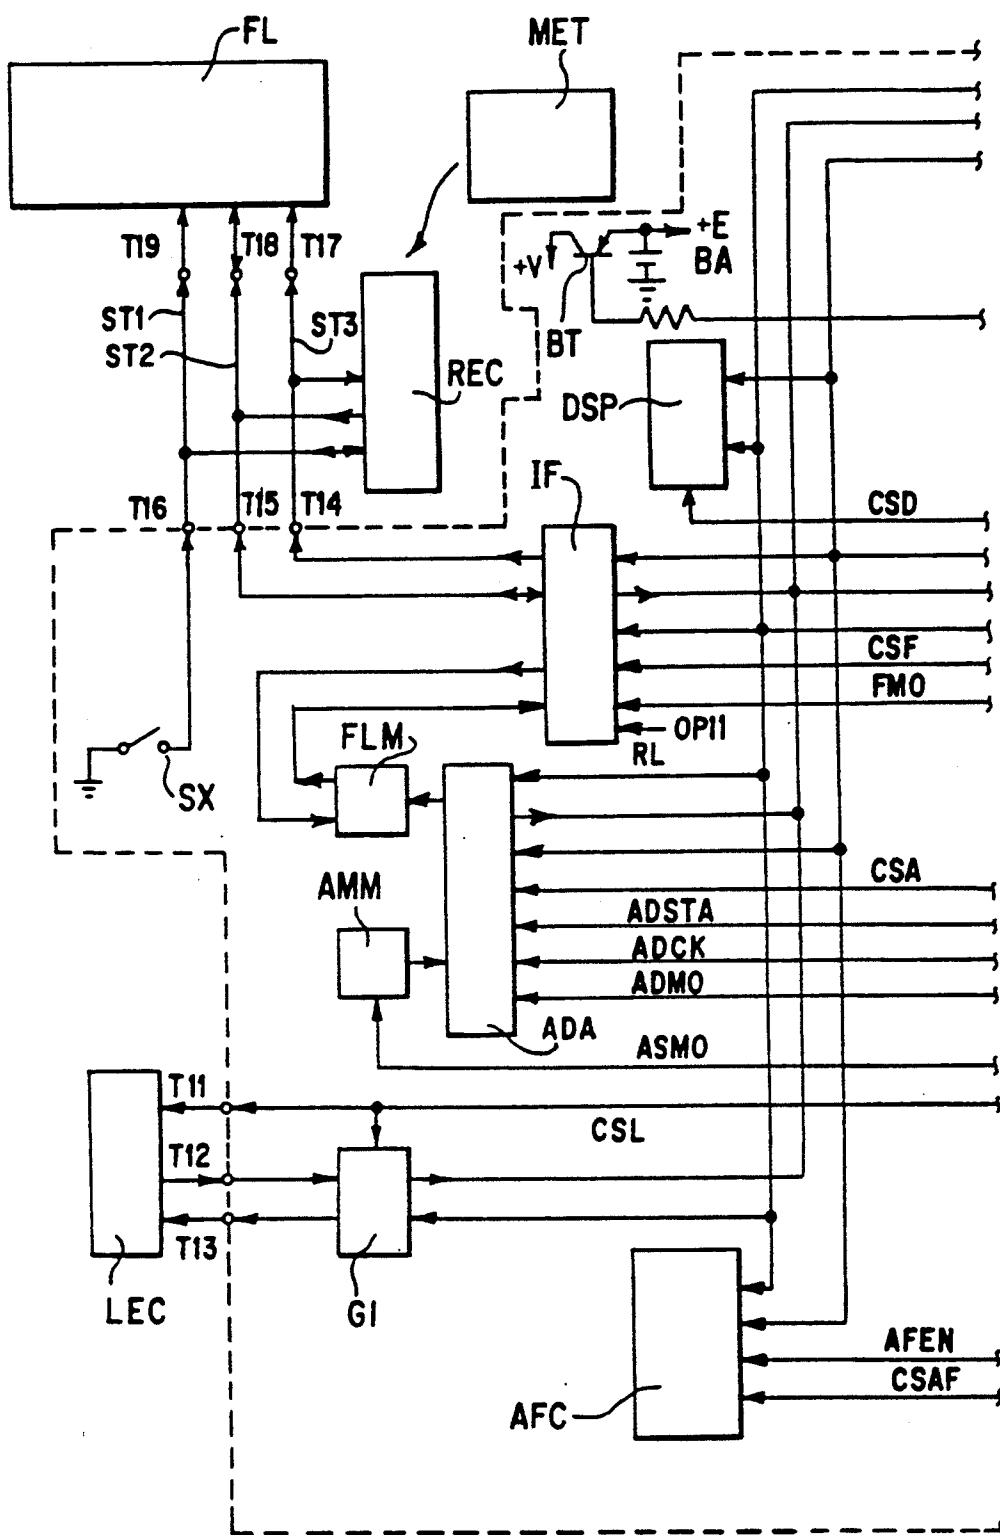 FL
MET
T19
T18
T17
+E
+V
BA
ST1
ST3
ST2
BT
REC
DSP
IF
T16
T15
T14
CSD
CSF
FMO
FLM
OP11
RL
SX
CSA
AMM
ADSTA
ADCK
ADMO
ADA
ASMO
T11
CSL
T12
T13
LEC
G1
AFEN
CSAF
AFC